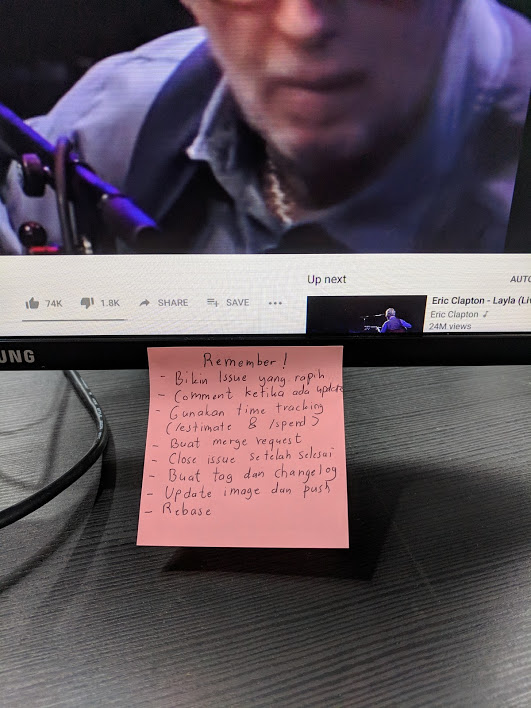 74K 1.8K SHARE SAVE
Up next
AUTO
Eric Clapton - Layla (Liv
Eric Clapton
24M views
UNG
Remember!
- Bikin Issue yang rapih
- Comment ketika ada update
- Gunakan time tracking
(/estimate & /spend)
- Buat merge request
- Close issue setelah selesai
- Buat tag dan changelog
- Update image dan push
- Rebase